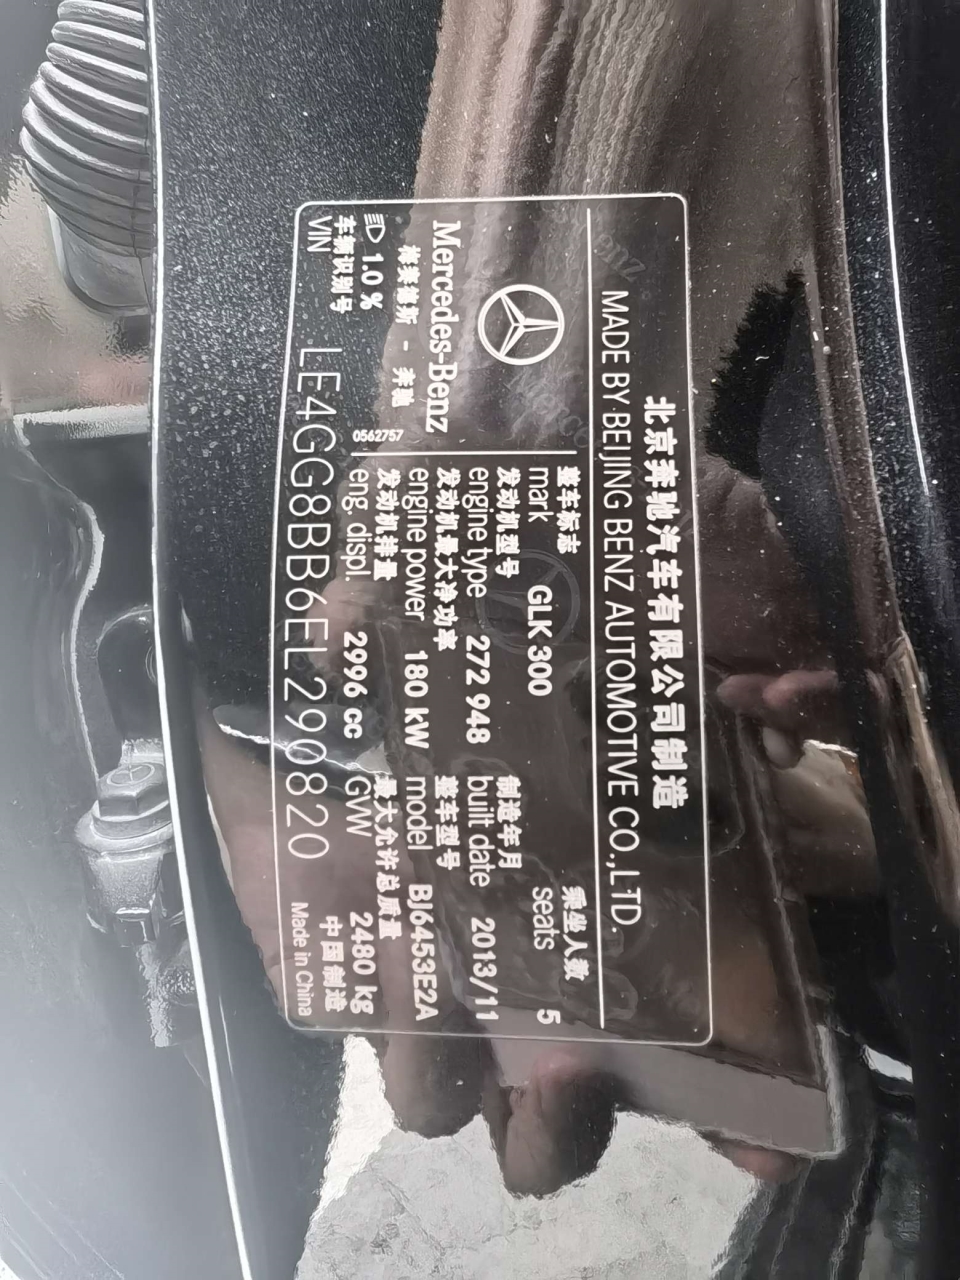 北京奔驰汽车有限公司制造
MADE BY·BEIJING BENZ AUTOMOTIVE CO.,LTD.
Mercedes-Benz
梅赛德斯 - 奔驰
1.0 %
0562757
整车标志 乘坐人数
mark GLK 300 seats 5
发动机型号 制造年月
engine type 272 948 built date 2013/11
发动机最大净功率 整车型号
engine power 180 kW model BJ6453E2A
发动机排量 最大允许总质量
eng. displ. 2996 cc GVW 2480 kg
车辆识别号 中国制造
VIN LE4GG8BB6EL290820 Made in China